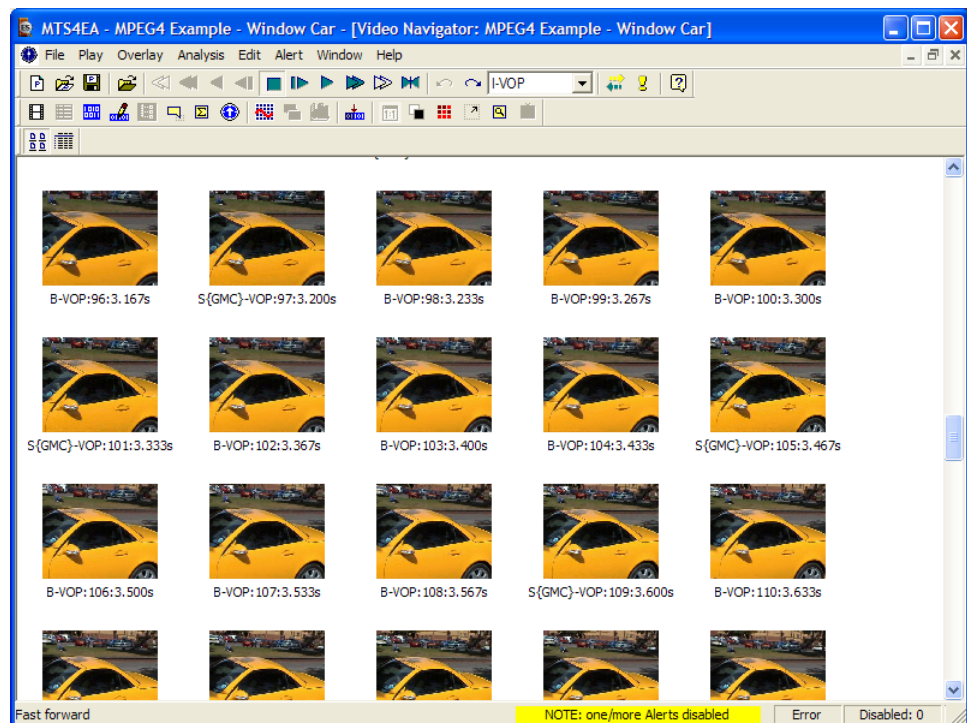 MTS4EA - MPEG4 Example - Window Car - [Video Navigator: MPEG4 Example - Window Car]
File Play Overlay Analysis Edit Alert Window Help
I-VOP
B-VOP:96:3.167s S{GMC}-VOP:97:3.200s B-VOP:98:3.233s B-VOP:99:3.267s B-VOP:100:3.300s
S{GMC}-VOP:101:3.333s B-VOP:102:3.367s B-VOP:103:3.400s B-VOP:104:3.433s S{GMC}-VOP:105:3.467s
B-VOP:106:3.500s B-VOP:107:3.533s B-VOP:108:3.567s S{GMC}-VOP:109:3.600s B-VOP:110:3.633s
Fast forward NOTE: one/more Alerts disabled Error Disabled: 0